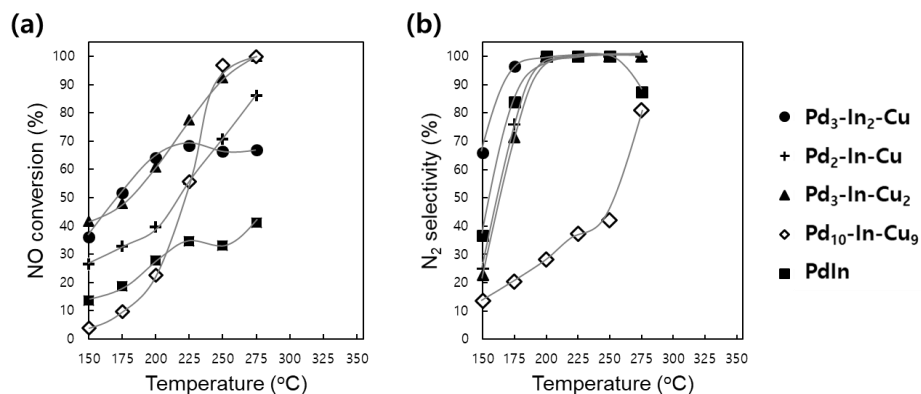 (a)
NO conversion (%)
100
90
80
70
60
50
40
30
20
10
0
150 175 200 225 250 275 300 325 350
Temperature (°C)
(b)
N₂ selectivity (%)
100
90
80
70
60
50
40
30
20
10
0
150 175 200 225 250 275 300 325 350
Temperature (°C)
Pd₃-In₂-Cu
Pd₂-In-Cu
Pd₃-In-Cu₂
Pd₁₀-In-Cu₉
PdIn